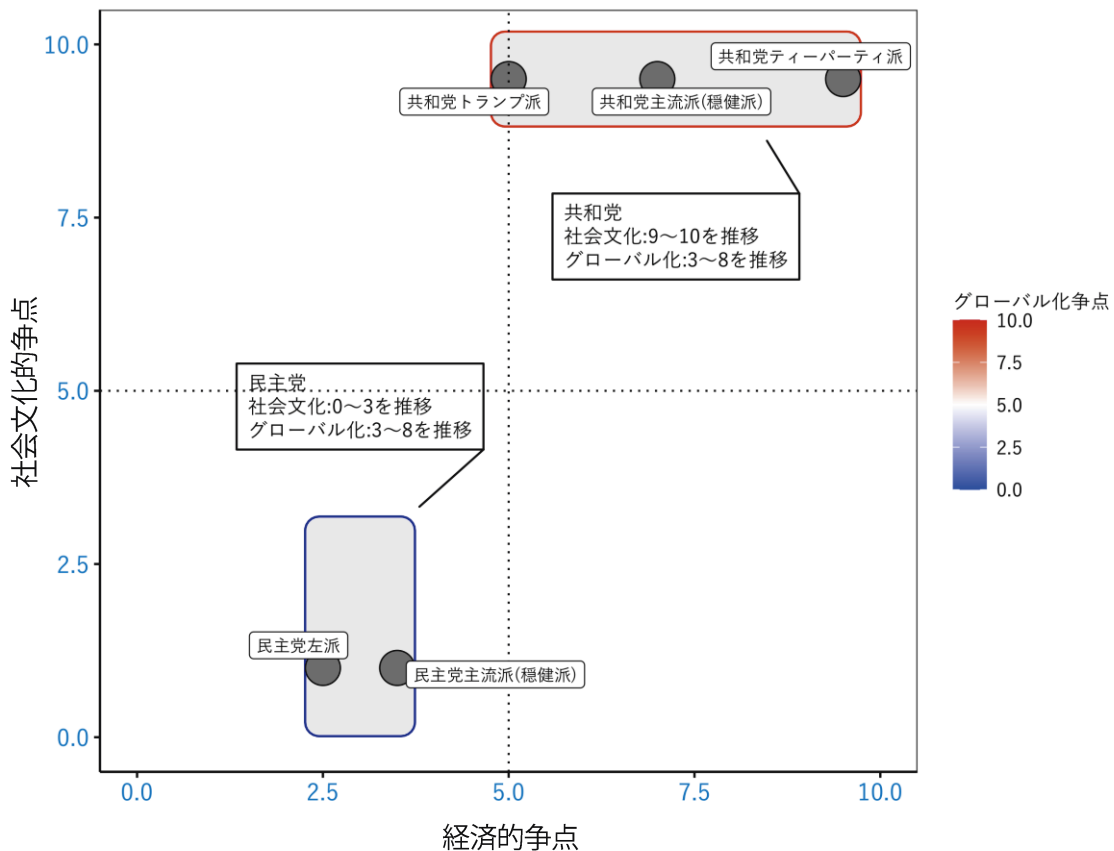 10.0
共和党ティーパーティ派
共和党トランプ派
共和党主流派(穏健派)
共和党
社会文化:9〜10を推移
グローバル化:3〜8を推移
7.5
グローバル化争点
10.0
7.5
5.0
2.5
0.0
社会文化的争点
民主党
社会文化:0〜3を推移
グローバル化:3〜8を推移
5.0
2.5
民主党左派
民主党主流派(穏健派)
0.0
0.0
2.5
5.0
7.5
10.0
経済的争点